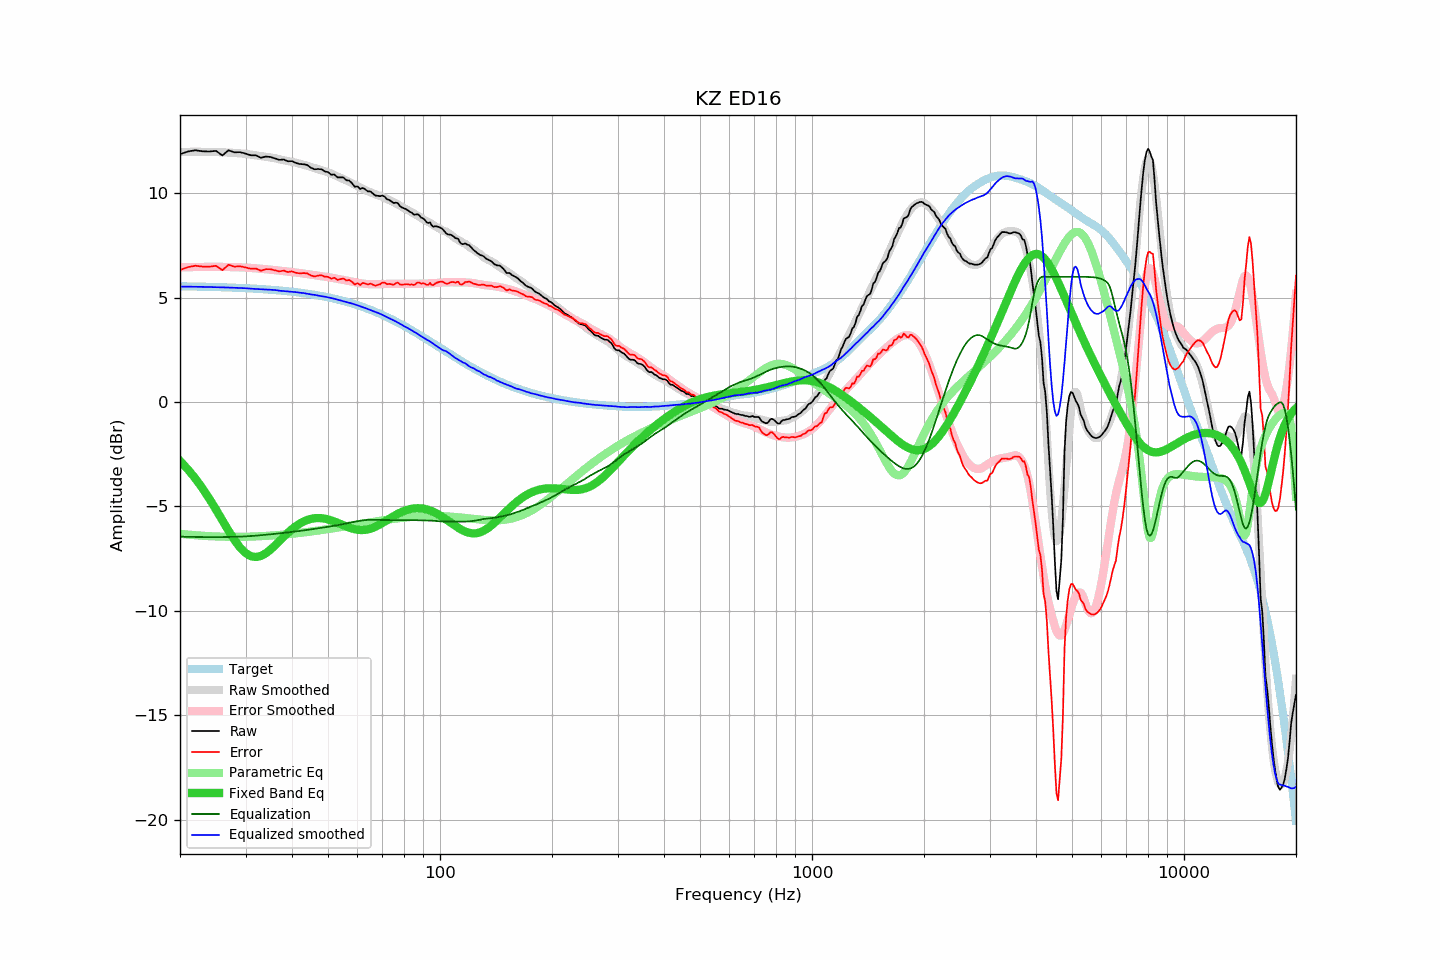 KZ ED16
Amplitude (dBr)
10
5
0
−5
−10
−15
−20
Target
Raw Smoothed
Error Smoothed
Raw
Error
Parametric Eq
Fixed Band Eq
Equalization
Equalized smoothed
100
1000
10000
Frequency (Hz)